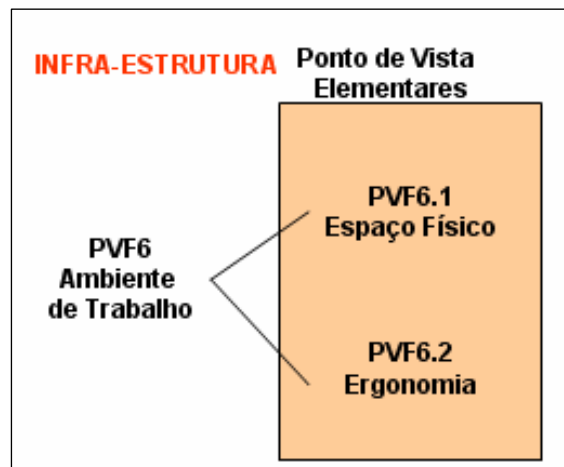 INFRA-ESTRUTURA
Ponto de Vista
Elementares
PVF6.1
Espaço Físico
PVF6
Ambiente
de Trabalho
PVF6.2
Ergonomia